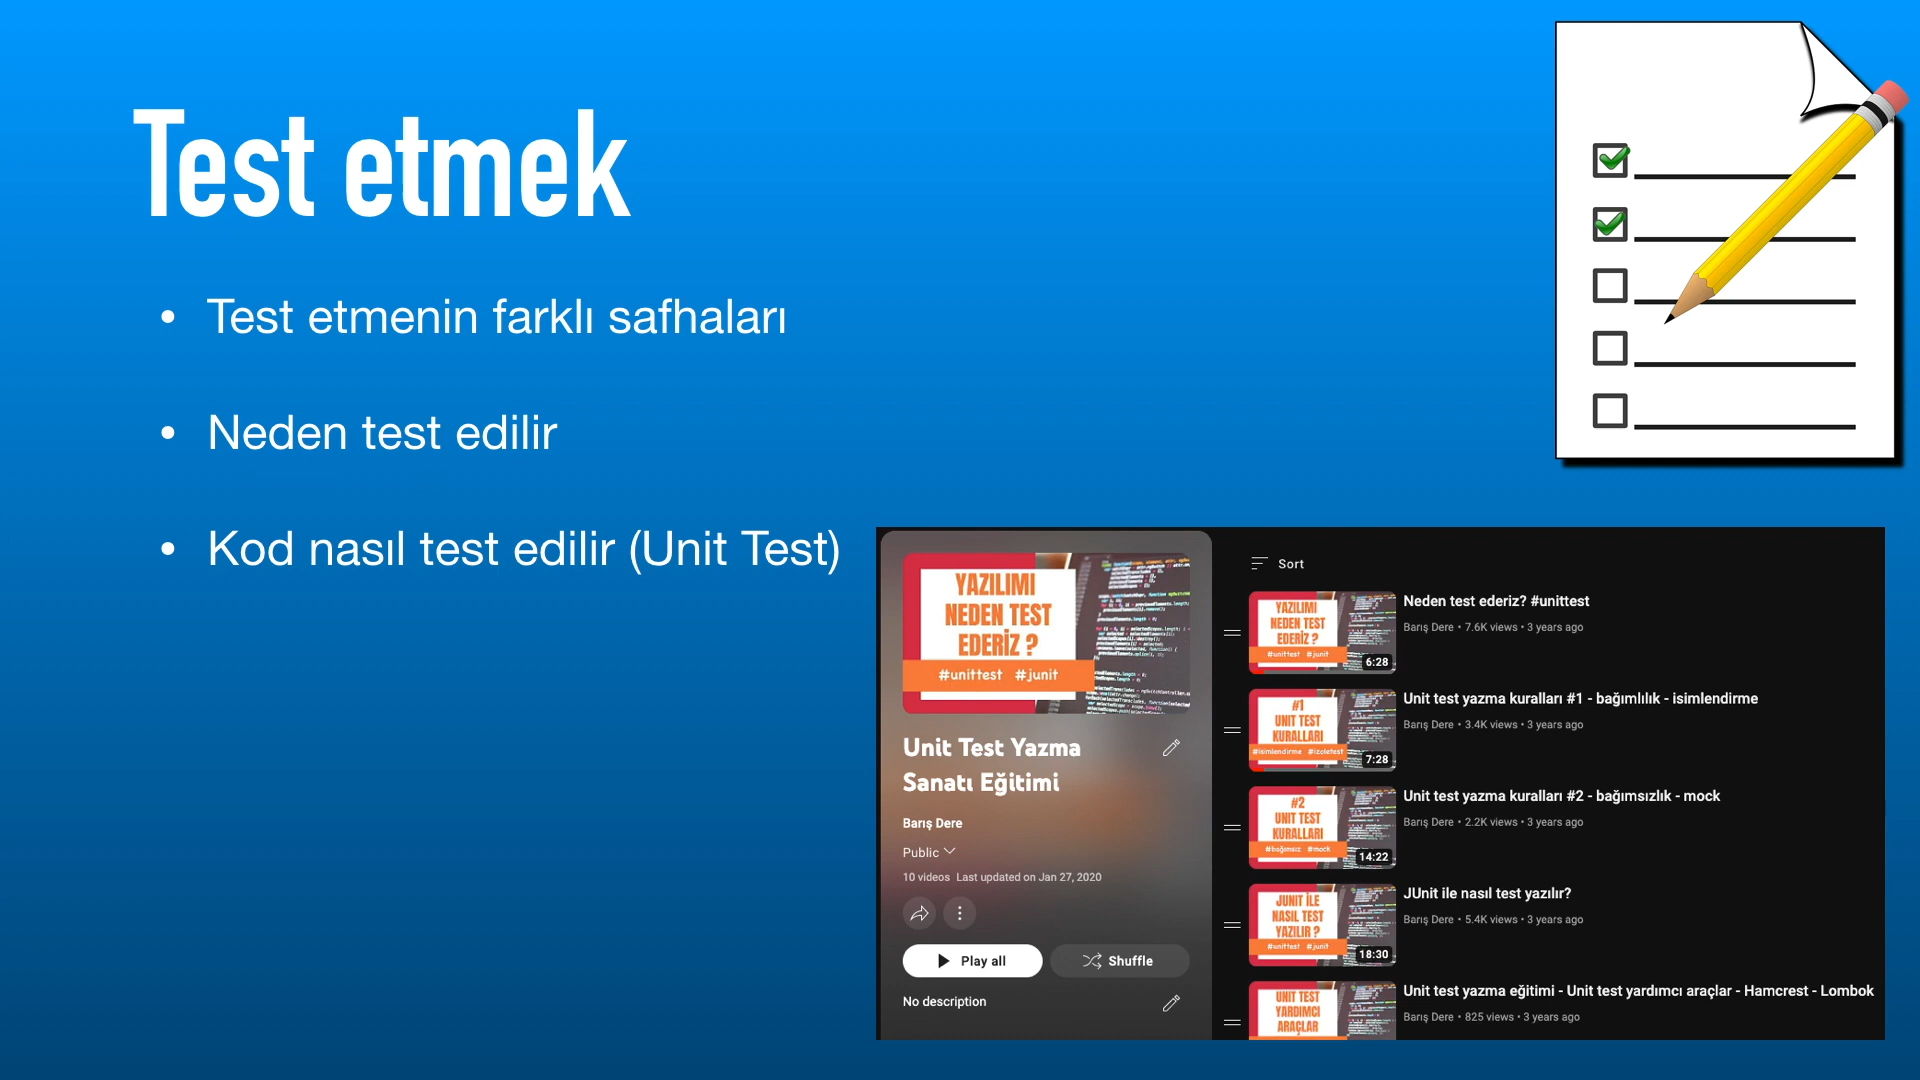 Test etmek
• Test etmenin farklı safhaları
• Neden test edilir
• Kod nasıl test edilir (Unit Test)
YAZILIMI
NEDEN TEST
EDERİZ ?
#unittest #junit
Unit Test Yazma
Sanatı Eğitimi
Barış Dere
Public
10 videos Last updated on Jan 27, 2020
Play all
Shuffle
No description
Sort
YAZILIMI
NEDEN TEST
EDERİZ ?
#unittest #junit
6:28
Neden test ederiz? #unittest
Barış Dere • 7.6K views • 3 years ago
#1
UNIT TEST
KURALLARI
#isimlendirme #izoletest
7:28
Unit test yazma kuralları #1 - bağımlılık - isimlendirme
Barış Dere • 3.4K views • 3 years ago
#2
UNIT TEST
KURALLARI
#bağımsız #mock
14:22
Unit test yazma kuralları #2 - bağımsızlık - mock
Barış Dere • 2.2K views • 3 years ago
JUNIT İLE
NASIL TEST
YAZILIR ?
#unittest #junit
18:30
JUnit ile nasıl test yazılır?
Barış Dere • 5.4K views • 3 years ago
UNIT TEST
YARDIMCI
ARAÇLAR
Unit test yazma eğitimi - Unit test yardımcı araçlar - Hamcrest - Lombok
Barış Dere • 825 views • 3 years ago